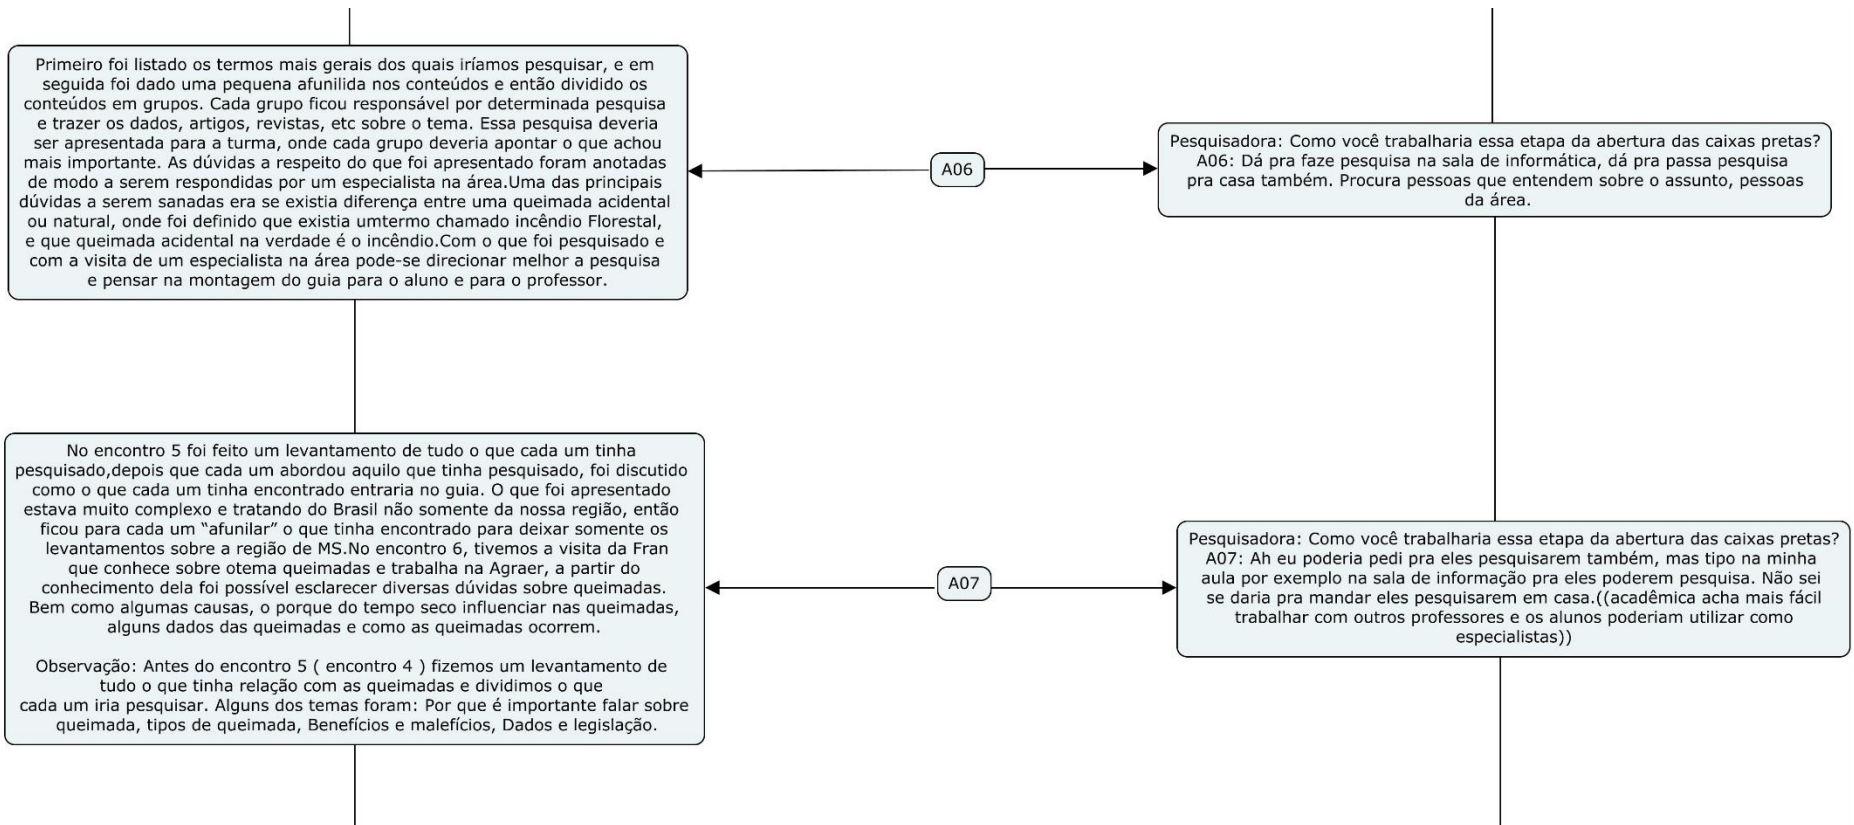 Primeiro foi listado os termos mais gerais dos quais iríamos pesquisar, e em
seguida foi dado uma pequena afunilida nos conteúdos e então dividido os
conteúdos em grupos. Cada grupo ficou responsável por determinada pesquisa
e trazer os dados, artigos, revistas, etc sobre o tema. Essa pesquisa deveria
ser apresentada para a turma, onde cada grupo deveria apontar o que achou
mais importante. As dúvidas a respeito do que foi apresentado foram anotadas
de modo a serem respondidas por um especialista na área.Uma das principais
dúvidas a serem sanadas era se existia diferença entre uma queimada acidental
ou natural, onde foi definido que existia umtermo chamado incêndio Florestal,
e que queimada acidental na verdade é o incêndio.Com o que foi pesquisado e
com a visita de um especialista na área pode-se direcionar melhor a pesquisa
e pensar na montagem do guia para o aluno e para o professor.
A06
Pesquisadora: Como você trabalharia essa etapa da abertura das caixas pretas?
A06: Dá pra faze pesquisa na sala de informática, dá pra passa pesquisa
pra casa também. Procura pessoas que entendem sobre o assunto, pessoas
da área.
No encontro 5 foi feito um levantamento de tudo o que cada um tinha
pesquisado,depois que cada um abordou aquilo que tinha pesquisado, foi discutido
como o que cada um tinha encontrado entraria no guia. O que foi apresentado
estava muito complexo e tratando do Brasil não somente da nossa região, então
ficou para cada um “afunilar” o que tinha encontrado para deixar somente os
levantamentos sobre a região de MS.No encontro 6, tivemos a visita da Fran
que conhece sobre otema queimadas e trabalha na Agraer, a partir do
conhecimento dela foi possível esclarecer diversas dúvidas sobre queimadas.
Bem como algumas causas, o porque do tempo seco influenciar nas queimadas,
alguns dados das queimadas e como as queimadas ocorrem.
Observação: Antes do encontro 5 ( encontro 4 ) fizemos um levantamento de
tudo o que tinha relação com as queimadas e dividimos o que
cada um iria pesquisar. Alguns dos temas foram: Por que é importante falar sobre
queimada, tipos de queimada, Benefícios e malefícios, Dados e legislação.
A07
Pesquisadora: Como você trabalharia essa etapa da abertura das caixas pretas?
A07: Ah eu poderia pedi pra eles pesquisarem também, mas tipo na minha
aula por exemplo na sala de informação pra eles poderem pesquisa. Não sei
se daria pra mandar eles pesquisarem em casa.((acadêmica acha mais fácil
trabalhar com outros professores e os alunos poderiam utilizar como
especialistas))